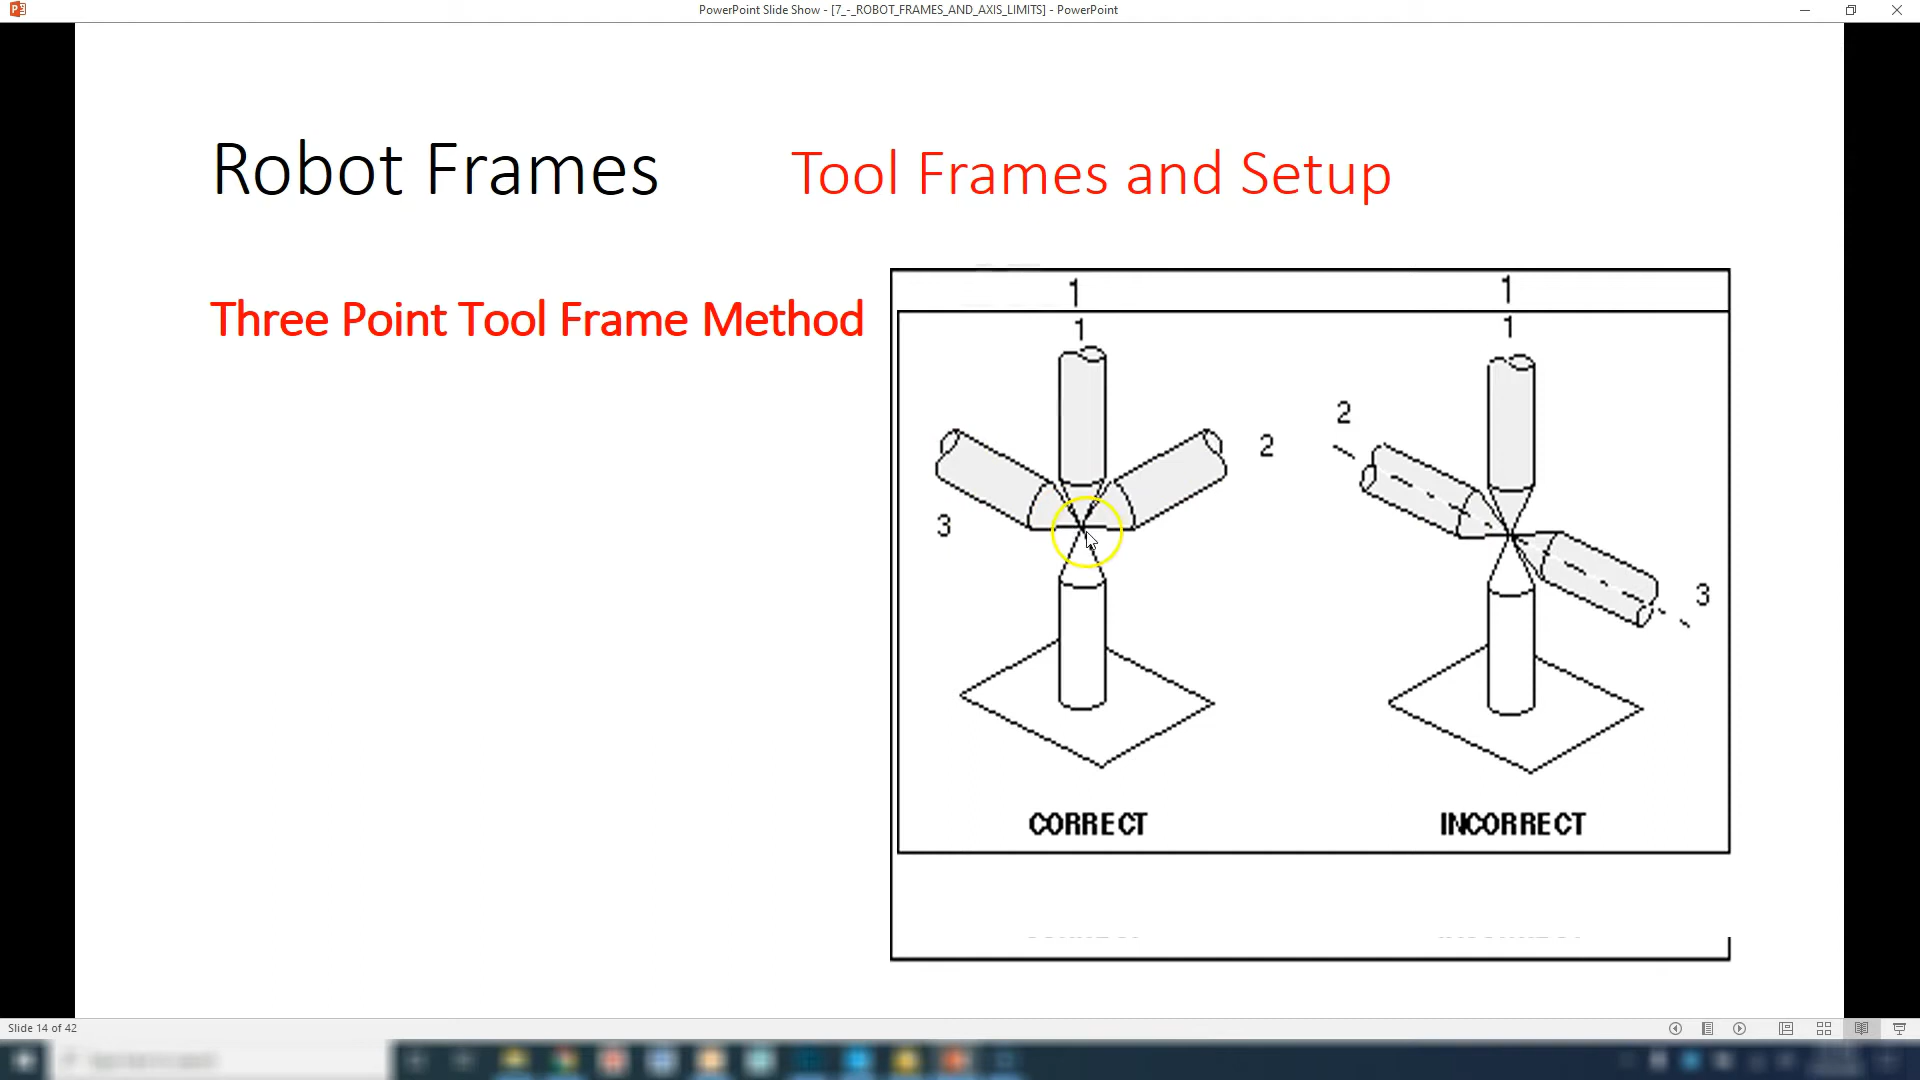 PowerPoint Slide Show - [7_-_ROBOT_FRAMES_AND_AXIS_LIMITS] - PowerPoint
Robot Frames
Tool Frames and Setup
Three Point Tool Frame Method
1
1
1
1
2
2
3
3
CORRECT
INCORRECT
Slide 14 of 42